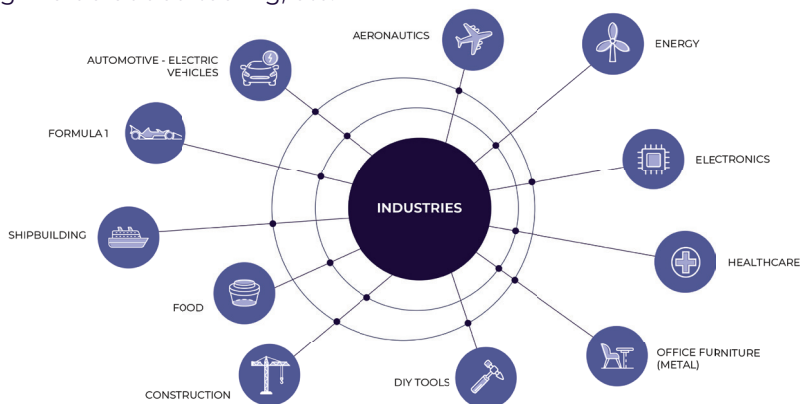 AERONAUTICS
ENERGY
AUTOMOTIVE - ELECTRIC
VEHICLES
FORMULA 1
ELECTRONICS
INDUSTRIES
SHIPBUILDING
HEALTHCARE
FOOD
OFFICE FURNITURE
(METAL)
DIY TOOLS
CONSTRUCTION